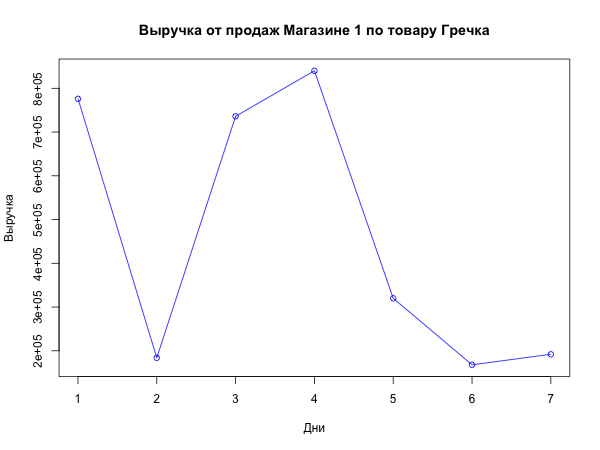 Выручка от продаж Магазине 1 по товару Гречка
Выручка
8e+05
7e+05
6e+05
5e+05
4e+05
3e+05
2e+05
1 2 3 4 5 6 7
Дни